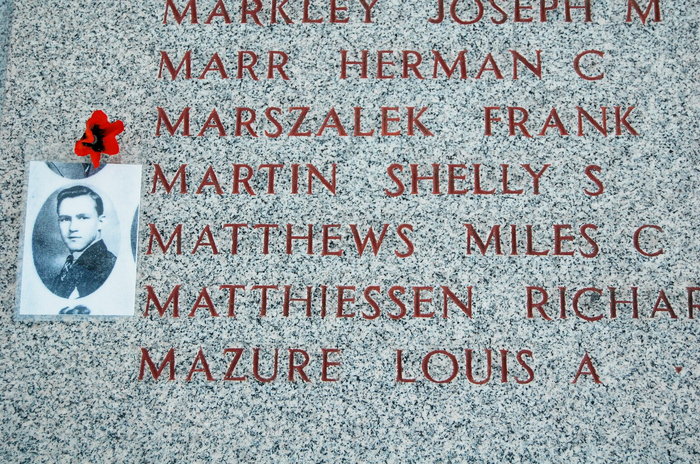 MARKLEY JOSEPH M
MARR HERMAN C
MARSZALEK FRANK
MARTIN SHELLY S
MATTHEWS MILES C
MATTHIESSEN RICHAR
MAZURE LOUIS A